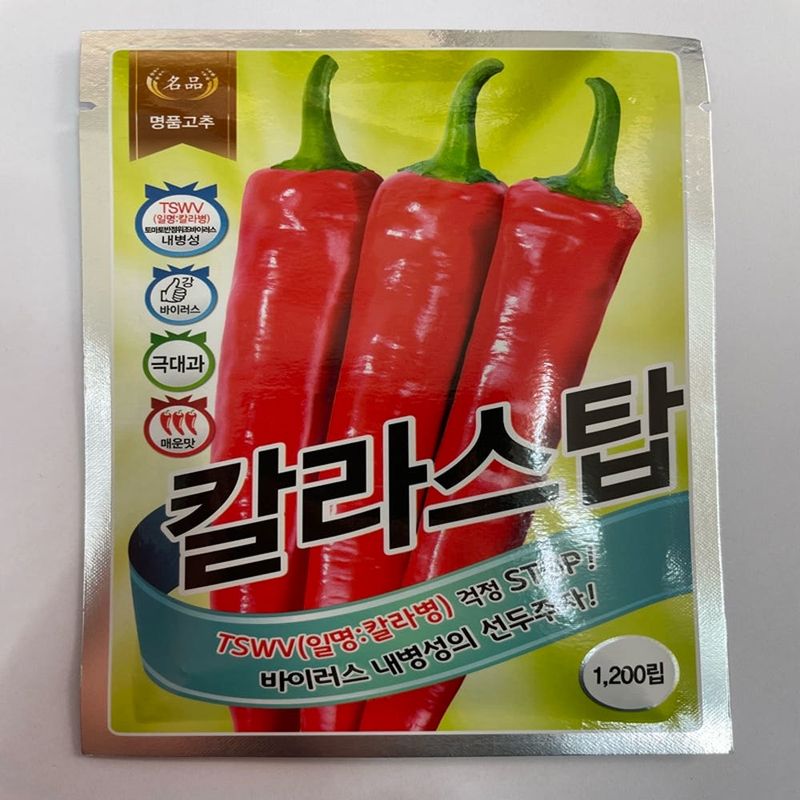 名品
명품고추
TSWV
(일명:칼라병)
토마토반점위조바이러스
내병성
강
바이러스
극대과
매운맛
칼라스탑
TSWV(일명:칼라병) 걱정 STOP!
바이러스 내병성의 선두주자!
1,200립